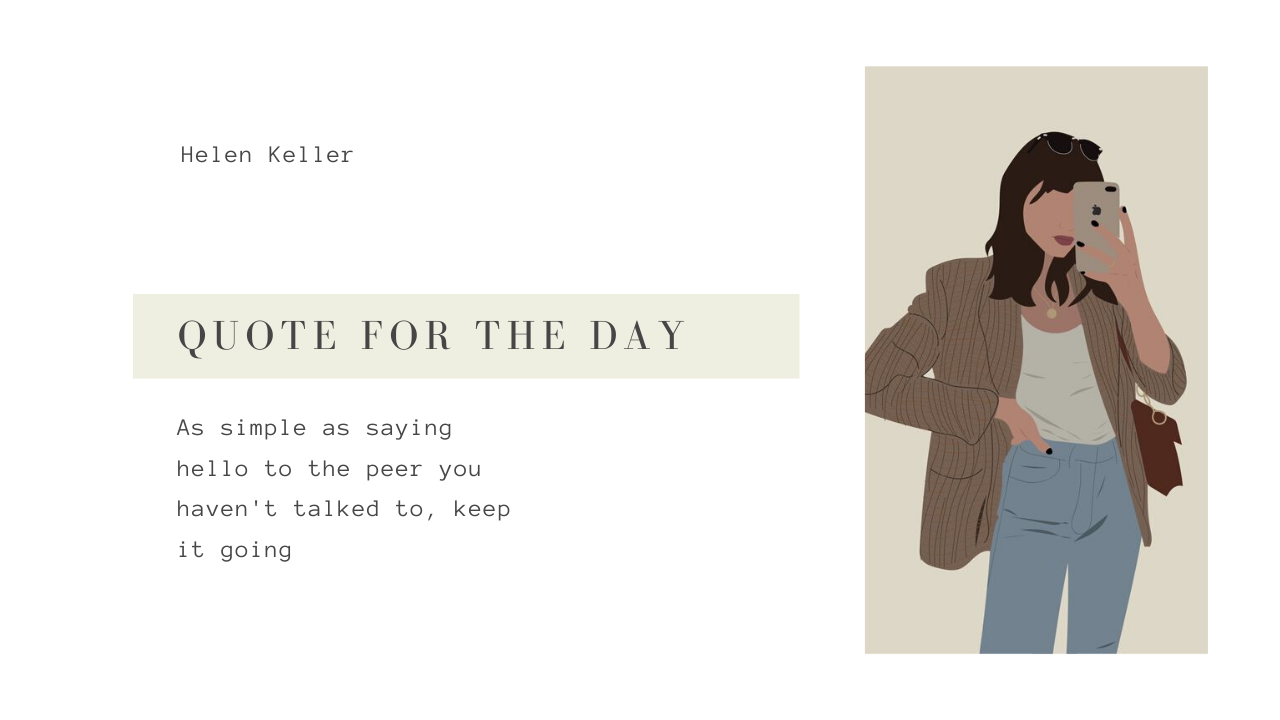 Helen Keller
QUOTE FOR THE DAY
As simple as saying
hello to the peer you
haven't talked to, keep
it going